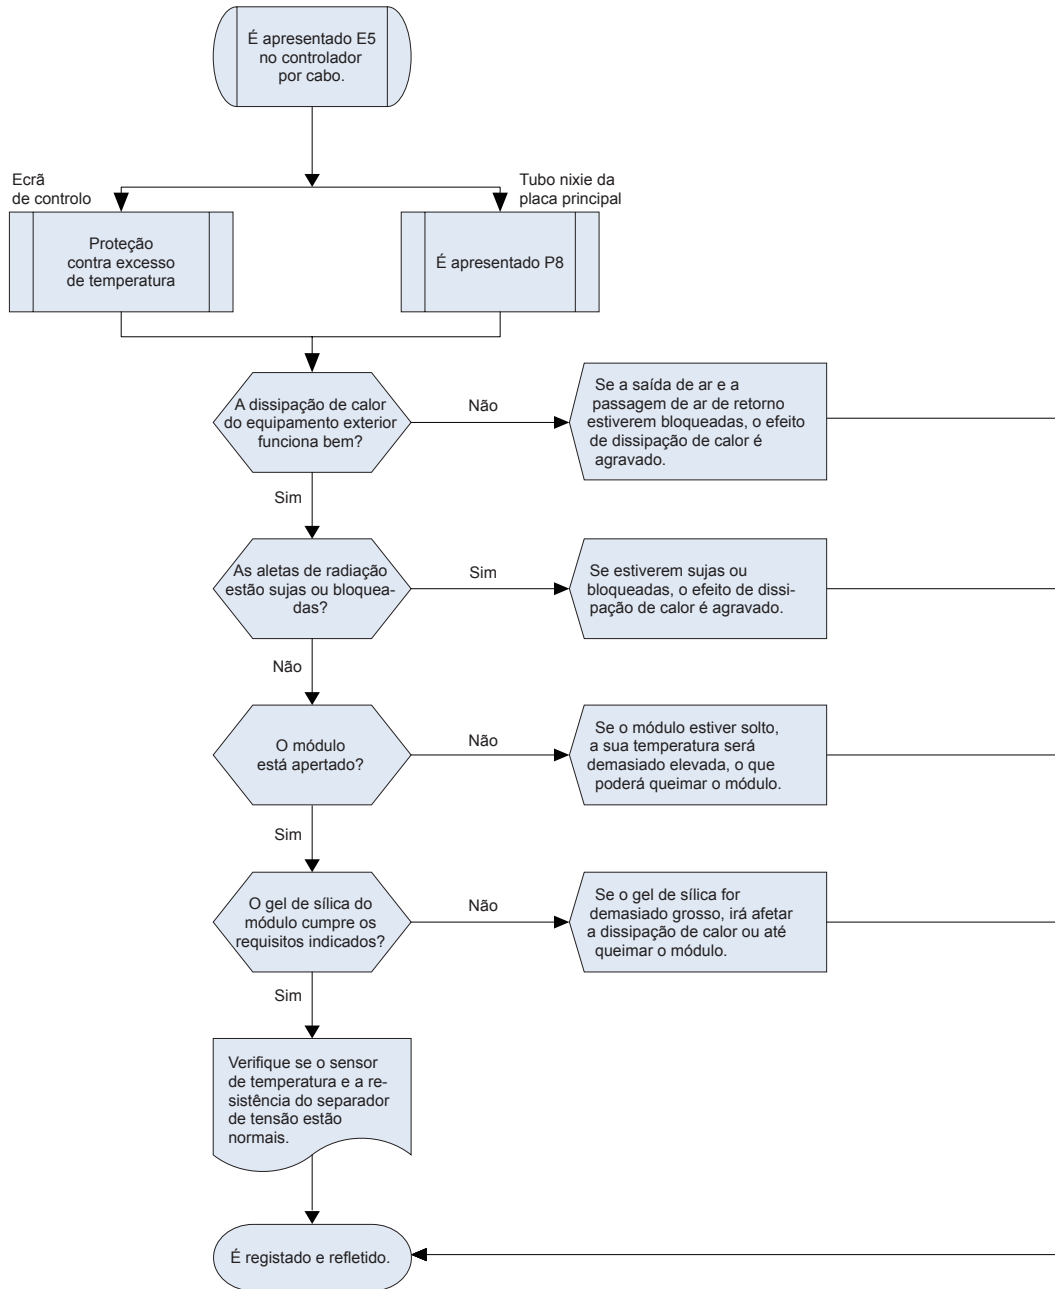 É apresentado E5
no controlador
por cabo.
Ecrã
de controlo
Tubo nixie da
placa principal
Proteção
contra excesso
de temperatura
É apresentado P8
A dissipação de calor
do equipamento exterior
funciona bem?
Não
Se a saída de ar e a
passagem de ar de retorno
estiverem bloqueadas, o efeito
de dissipação de calor é
agravado.
Sim
As aletas de radiação
estão sujas ou bloquea-
das?
Sim
Se estiverem sujas ou
bloqueadas, o efeito de dissi-
pação de calor é agravado.
Não
O módulo
está apertado?
Não
Se o módulo estiver solto,
a sua temperatura será
demasiado elevada, o que
poderá queimar o módulo.
Sim
O gel de sílica do
módulo cumpre os
requisitos indicados?
Não
Se o gel de sílica for
demasiado grosso, irá afetar
a dissipação de calor ou até
queimar o módulo.
Sim
Verifique se o sensor
de temperatura e a re-
sistência do separador
de tensão estão
normais.
É registado e refletido.